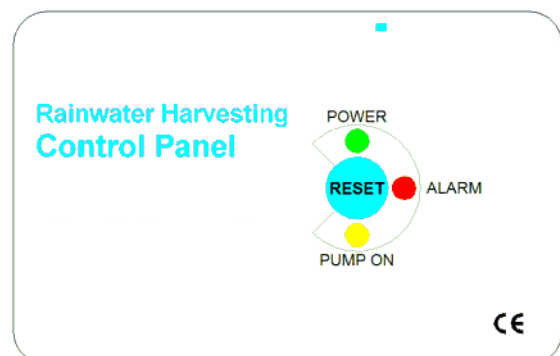 Rainwater Harvesting
Control Panel
POWER
RESET
ALARM
PUMP ON
CE